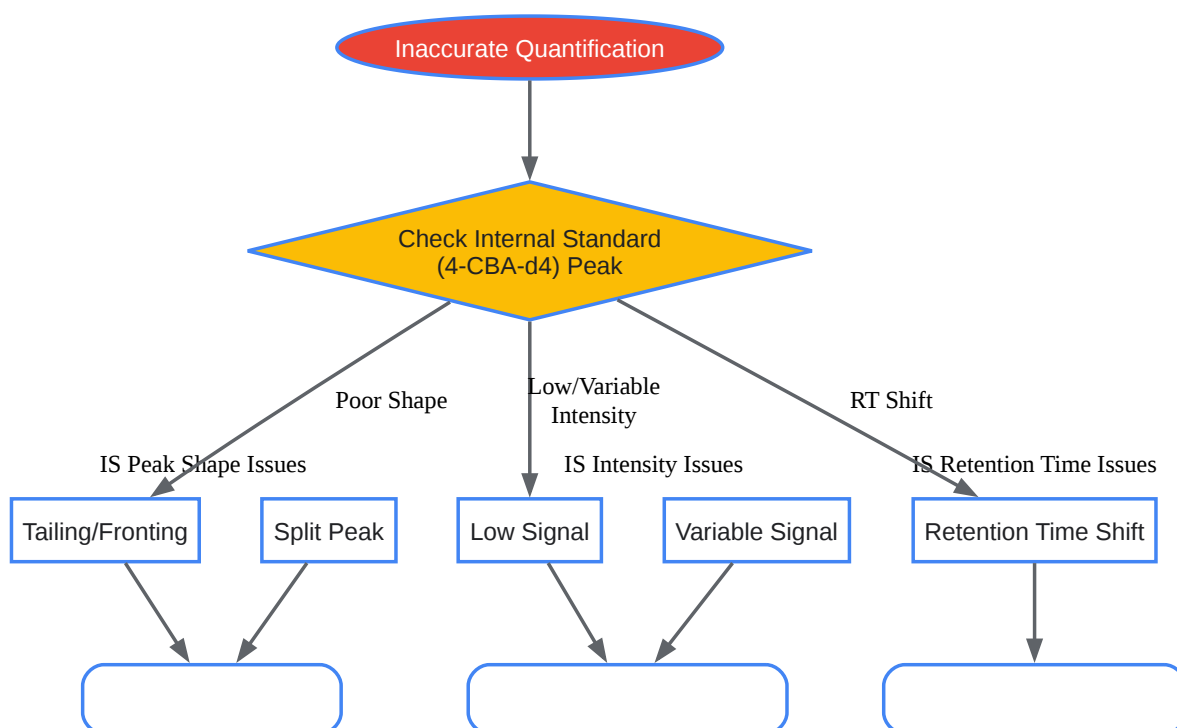 Inaccurate Quantification
Check Internal Standard
(4-CBA-d4) Peak
Poor Shape
Low/Variable
Intensity
RT Shift
IS Peak Shape Issues
IS Intensity Issues
IS Retention Time Issues
Tailing/Fronting
Split Peak
Low Signal
Variable Signal
Retention Time Shift